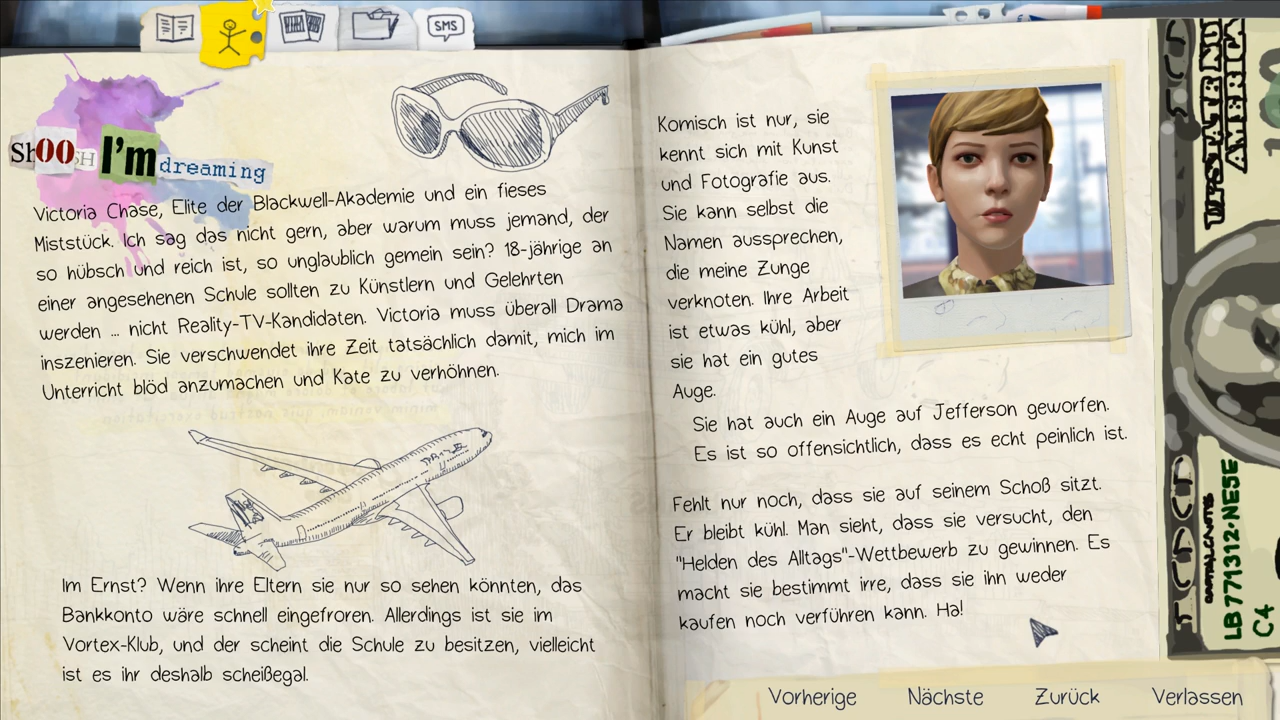 SMS
ShOOSH I'm dreaming
Victoria Chase, Elite der Blackwell-Akademie und ein fieses
Miststück. Ich sag das nicht gern, aber warum muss jemand, der
so hübsch und reich ist, so unglaublich gemein sein? 18-jährige an
einer angesehenen Schule sollten zu Künstlern und Gelehrten
werden ... nicht Reality-TV-Kandidaten. Victoria muss überall Drama
inszenieren. Sie verschwendet ihre Zeit tatsächlich damit, mich im
Unterricht blöd anzumachen und Kate zu verhöhnen.
Im Ernst? Wenn ihre Eltern sie nur so sehen könnten, das
Bankkonto wäre schnell eingefroren. Allerdings ist sie im
Vortex-Klub, und der scheint die Schule zu besitzen, vielleicht
ist es ihr deshalb scheißegal.
Komisch ist nur, sie
kennt sich mit Kunst
und Fotografie aus.
Sie kann selbst die
Namen aussprechen,
die meine Zunge
verknoten. Ihre Arbeit
ist etwas kühl, aber
sie hat ein gutes
Auge.
Sie hat auch ein Auge auf Jefferson geworfen.
Es ist so offensichtlich, dass es echt peinlich ist.
Fehlt nur noch, dass sie auf seinem Schoß sitzt.
Er bleibt kühl. Man sieht, dass sie versucht, den
"Helden des Alltags"-Wettbewerb zu gewinnen. Es
macht sie bestimmt irre, dass sie ihn weder
kaufen noch verführen kann. Ha!
AMERICA
LB771312-NE5E
C4
Vorherige Nächste Zurück Verlassen